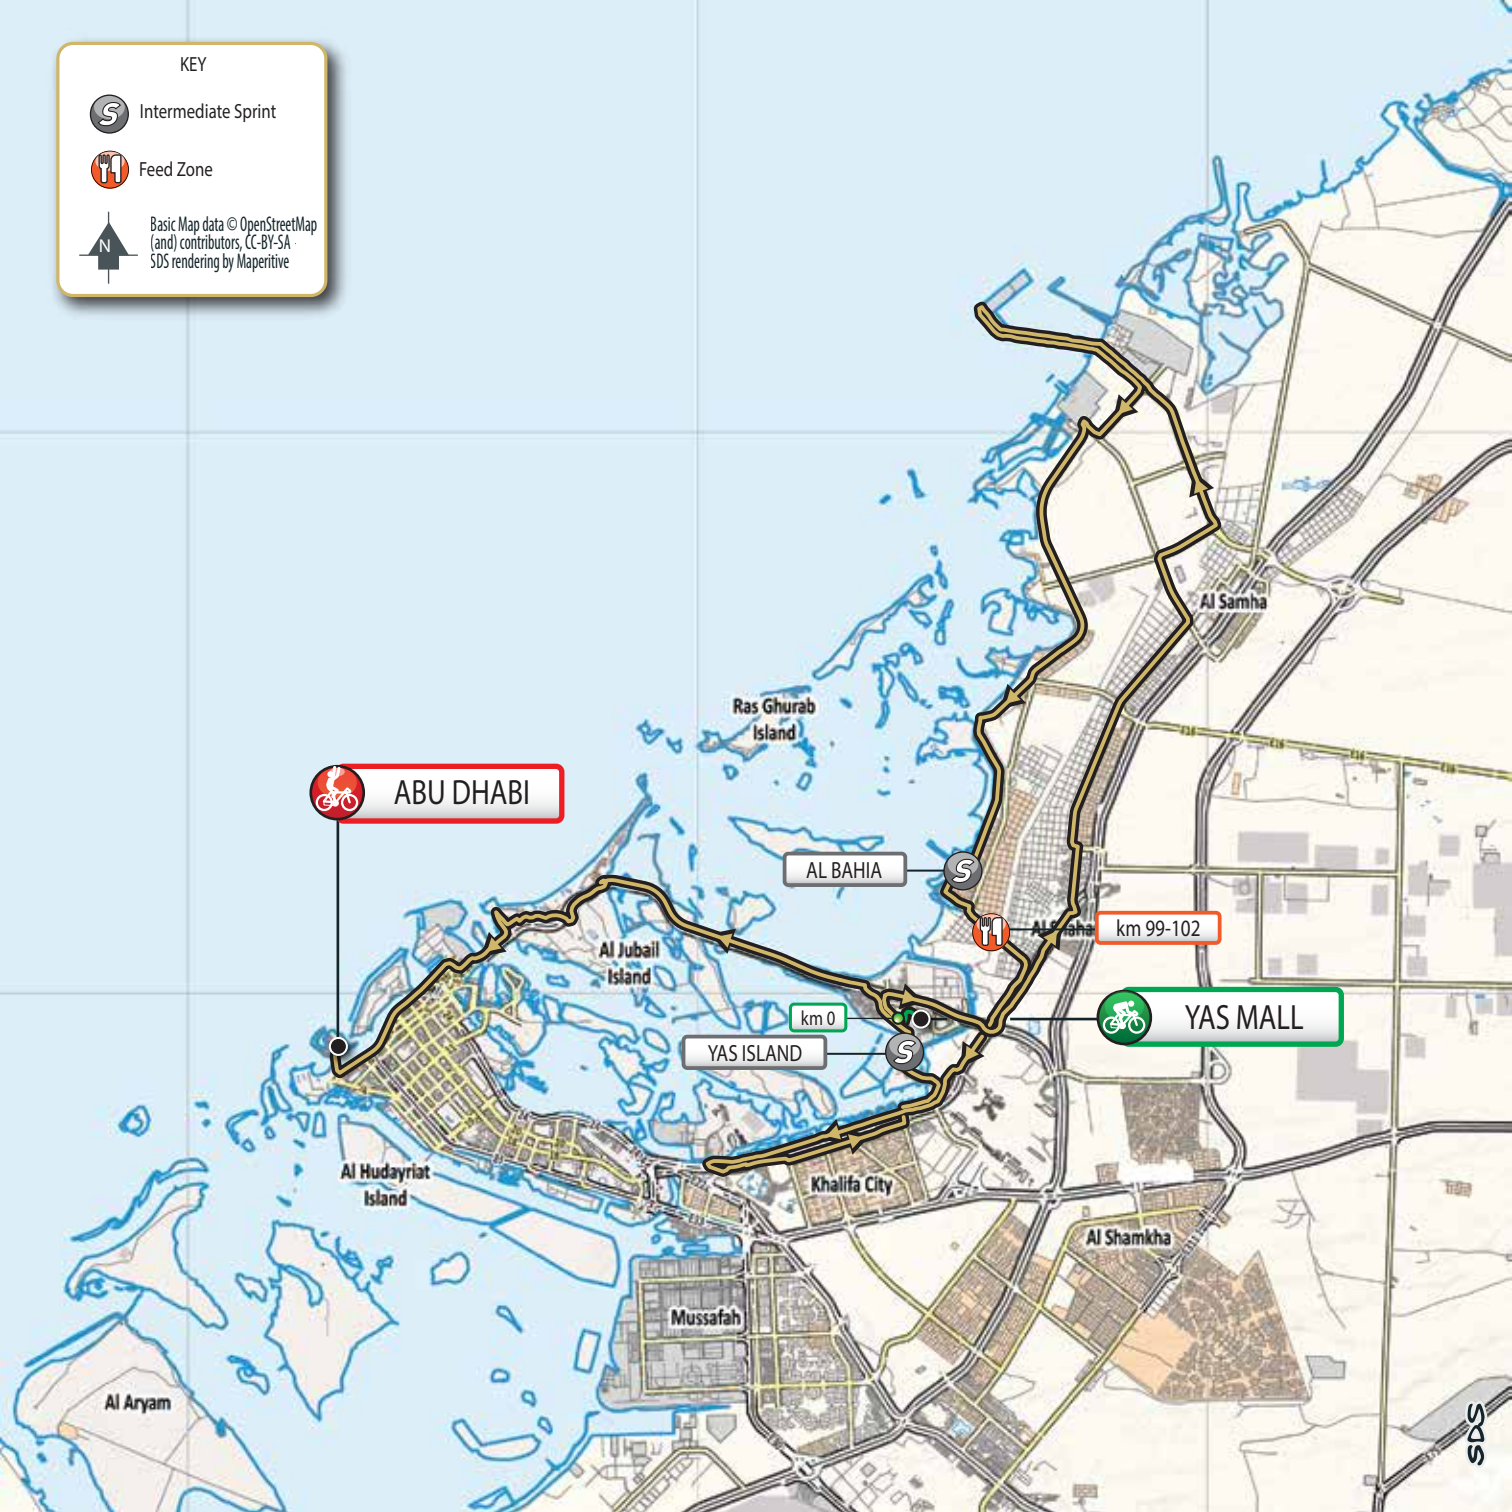 KEY
S
Intermediate Sprint
Feed Zone
N
Basic Map data © OpenStreetMap
(and) contributors, CC-BY-SA
SDS rendering by Maperitive
Al Samha
Ras Ghurab
Island
ABU DHABI
AL BAHIA
S
km 99-102
Al Jubail
Island
km 0
YAS MALL
YAS ISLAND
S
Al Hudayriat
Island
Khalifa City
Al Shamkha
Mussafah
Al Aryam
SDS